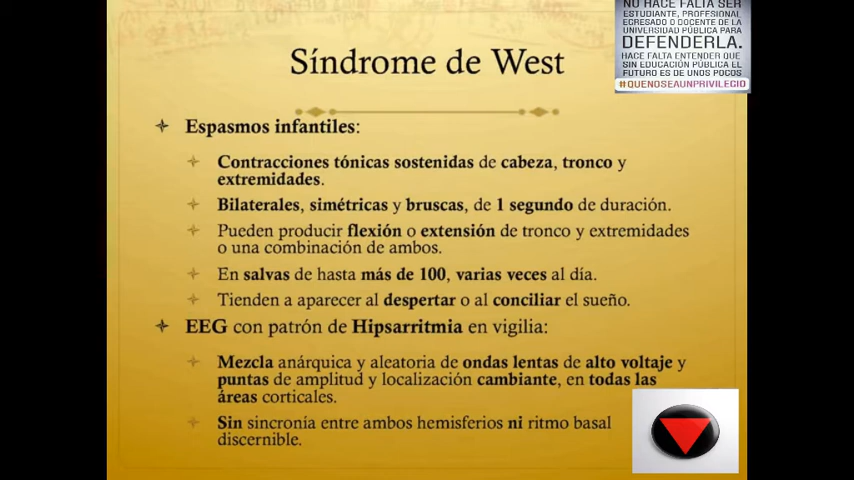 NO HACE FALTA SER
ESTUDIANTE, PROFESIONAL
EGRESADO O DOCENTE DE LA
UNIVERSIDAD PÚBLICA PARA
DEFENDERLA.
HACE FALTA ENTENDER QUE
SIN EDUCACIÓN PÚBLICA EL
FUTURO ES DE UNOS POCOS
#QUENOSEAUNPRIVILEGIO
Síndrome de West
Espasmos infantiles:
Contracciones tónicas sostenidas de cabeza, tronco y
extremidades.
Bilaterales, simétricas y bruscas, de 1 segundo de duración.
Pueden producir flexión o extensión de tronco y extremidades
o una combinación de ambos.
En salvas de hasta más de 100, varias veces al día.
Tienden a aparecer al despertar o al conciliar el sueño.
EEG con patrón de Hipsarritmia en vigilia:
Mezcla anárquica y aleatoria de ondas lentas de alto voltaje y
puntas de amplitud y localización cambiante, en todas las
áreas corticales.
Sin sincronía entre ambos hemisferios ni ritmo basal
discernible.